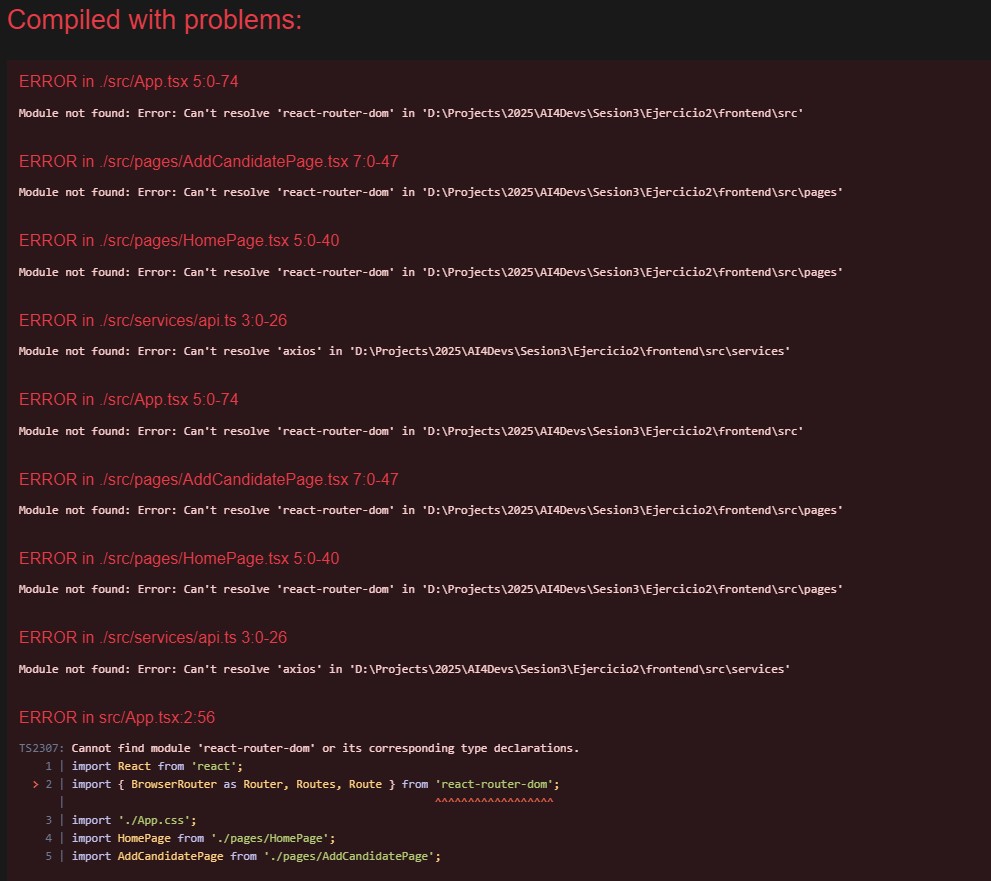 Compiled with problems:
ERROR in ./src/App.tsx 5:0-74
Module not found: Error: Can't resolve 'react-router-dom' in 'D:\Projects\2025\AI4Devs\Sesion3\Ejercicio2\frontend\src'
ERROR in ./src/pages/AddCandidatePage.tsx 7:0-47
Module not found: Error: Can't resolve 'react-router-dom' in 'D:\Projects\2025\AI4Devs\Sesion3\Ejercicio2\frontend\src\pages'
ERROR in ./src/pages/HomePage.tsx 5:0-40
Module not found: Error: Can't resolve 'react-router-dom' in 'D:\Projects\2025\AI4Devs\Sesion3\Ejercicio2\frontend\src\pages'
ERROR in ./src/services/api.ts 3:0-26
Module not found: Error: Can't resolve 'axios' in 'D:\Projects\2025\AI4Devs\Sesion3\Ejercicio2\frontend\src\services'
ERROR in ./src/App.tsx 5:0-74
Module not found: Error: Can't resolve 'react-router-dom' in 'D:\Projects\2025\AI4Devs\Sesion3\Ejercicio2\frontend\src'
ERROR in ./src/pages/AddCandidatePage.tsx 7:0-47
Module not found: Error: Can't resolve 'react-router-dom' in 'D:\Projects\2025\AI4Devs\Sesion3\Ejercicio2\frontend\src\pages'
ERROR in ./src/pages/HomePage.tsx 5:0-40
Module not found: Error: Can't resolve 'react-router-dom' in 'D:\Projects\2025\AI4Devs\Sesion3\Ejercicio2\frontend\src\pages'
ERROR in ./src/services/api.ts 3:0-26
Module not found: Error: Can't resolve 'axios' in 'D:\Projects\2025\AI4Devs\Sesion3\Ejercicio2\frontend\src\services'
ERROR in src/App.tsx:2:56
TS2307: Cannot find module 'react-router-dom' or its corresponding type declarations.
    1 | import React from 'react';
  > 2 | import { BrowserRouter as Router, Routes, Route } from 'react-router-dom';
      |                                                        ^^^^^^^^^^^^^^^^^^
    3 | import './App.css';
    4 | import HomePage from './pages/HomePage';
    5 | import AddCandidatePage from './pages/AddCandidatePage';